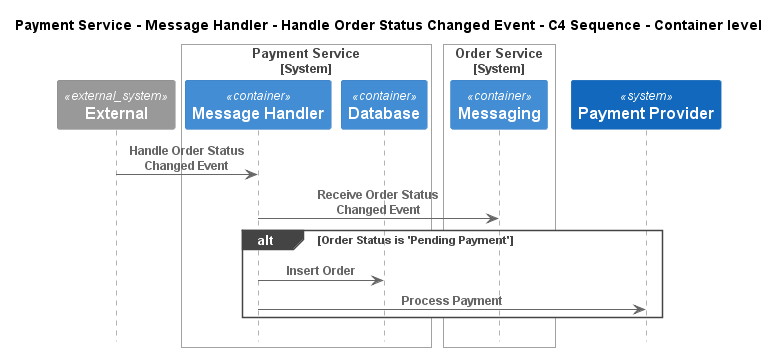 Payment Service - Message Handler - Handle Order Status Changed Event - C4 Sequence - Container level
Payment Service
[System]
Order Service
[System]
«external_system»
External
«container»
Message Handler
«container»
Database
«container»
Messaging
«system»
Payment Provider
Handle Order Status
Changed Event
Receive Order Status
Changed Event
alt
[Order Status is 'Pending Payment']
Insert Order
Process Payment